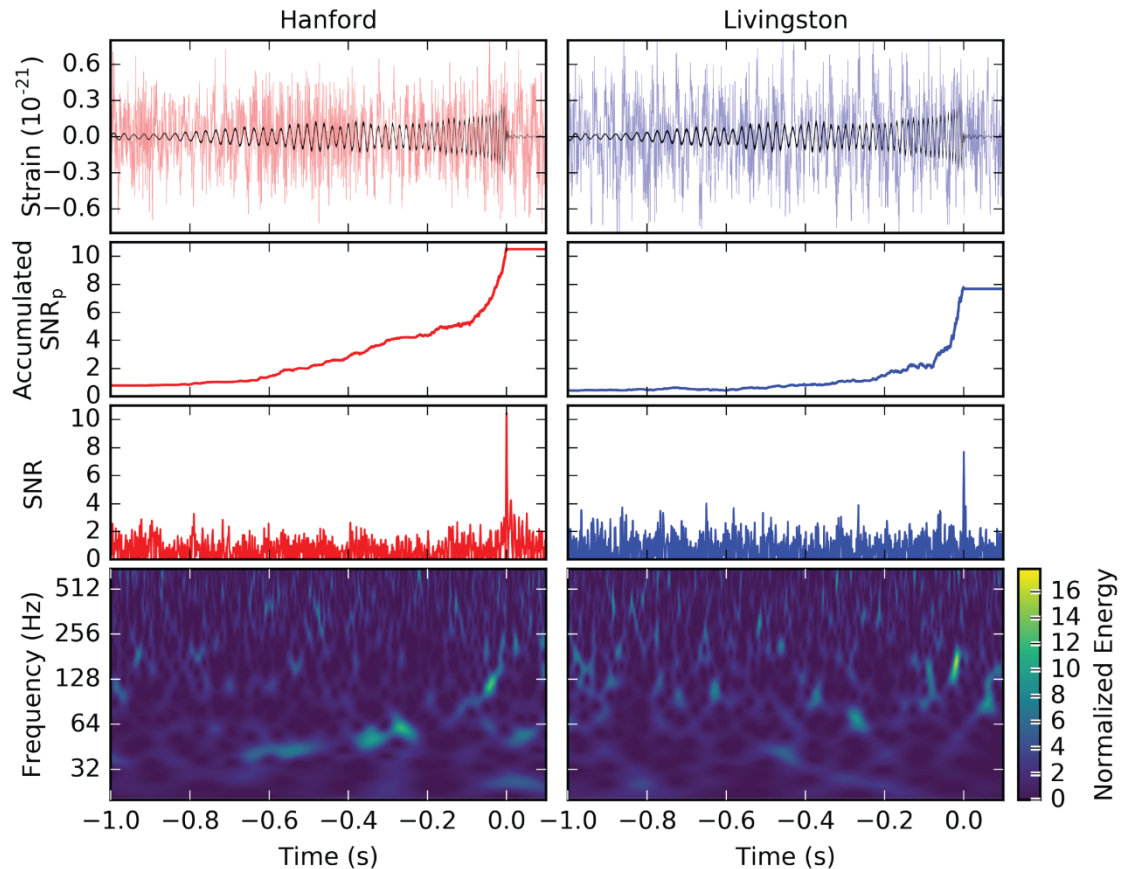 Hanford
Livingston
Strain (10⁻²¹)
0.6
0.3
0.0
−0.3
−0.6
Accumulated
SNRₚ
10
8
6
4
2
0
SNR
10
8
6
4
2
0
Frequency (Hz)
512
256
128
64
32
−1.0 −0.8 −0.6 −0.4 −0.2 0.0
−1.0 −0.8 −0.6 −0.4 −0.2 0.0
Time (s)
Time (s)
16
14
12
10
8
6
4
2
0
Normalized Energy